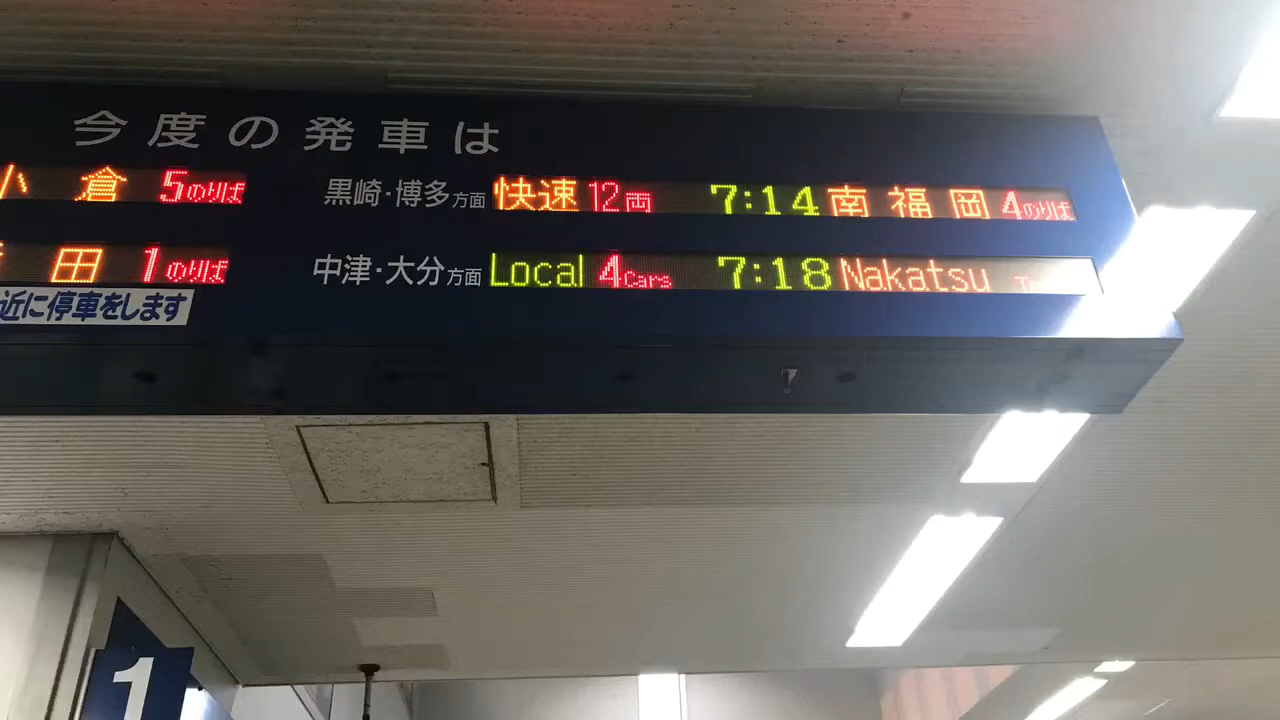 今度の発車は
小倉 5のりば
黒崎・博多方面 快速 12両 7:14 南福岡 4のりば
田 1のりば
中津・大分方面 Local 4Cars 7:18 Nakatsu
近に停車をします
1